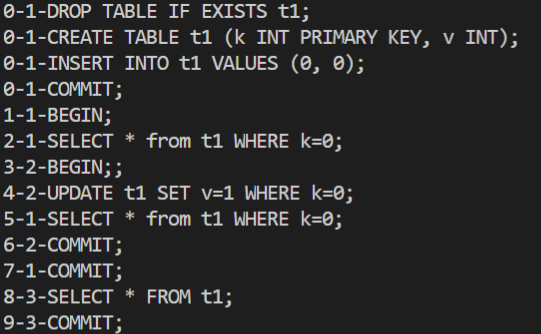 0-1-DROP TABLE IF EXISTS t1;
0-1-CREATE TABLE t1 (k INT PRIMARY KEY, v INT);
0-1-INSERT INTO t1 VALUES (0, 0);
0-1-COMMIT;
1-1-BEGIN;
2-1-SELECT * from t1 WHERE k=0;
3-2-BEGIN;;
4-2-UPDATE t1 SET v=1 WHERE k=0;
5-1-SELECT * from t1 WHERE k=0;
6-2-COMMIT;
7-1-COMMIT;
8-3-SELECT * FROM t1;
9-3-COMMIT;